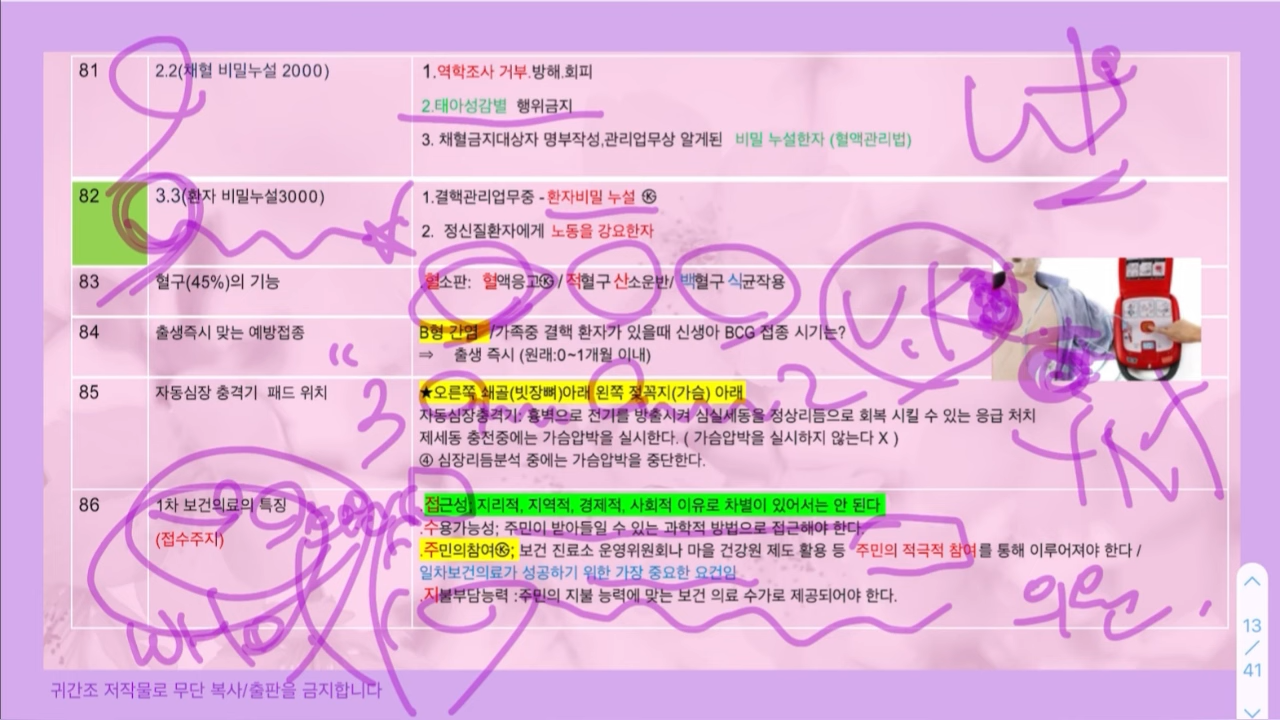 81 2.2(채혈 비밀누설 2000) 1.역학조사 거부.방해.회피
2.태아성감별 행위금지
3. 채혈금지대상자 명부작성,관리업무상 알게된 비밀 누설한자 (혈액관리법)
82 3.3(환자 비밀누설3000) 1.결핵관리업무중 -환자비밀 누설 ㉿
2. 정신질환자에게 노동을 강요한자
83 혈구(45%)의 기능 .혈소판: 혈액응고㉿ / 적혈구 산소운반/ 백혈구 식균작용
84 출생즉시 맞는 예방접종 B형 간염 /가족중 결핵 환자가 있을때 신생아 BCG 접종 시기는?
⇒ 출생 즉시 (원래:0~1개월 이내)
85 자동심장 충격기 패드 위치 ★오른쪽 쇄골(빗장뼈)아래 왼쪽 젖꼭지(가슴) 아래
자동심장충격기: 흉벽으로 전기를 방출시켜 심실세동을 정상리듬으로 회복 시킬 수 있는 응급 처치
제세동 충전중에는 가슴압박을 실시한다. ( 가슴압박을 실시하지 않는다 X )
④ 심장리듬분석 중에는 가슴압박을 중단한다.
86 1차 보건의료의 특징 .접근성; 지리적, 지역적, 경제적, 사회적 이유로 차별이 있어서는 안 된다
(접수주지) .수용가능성; 주민이 받아들일 수 있는 과학적 방법으로 접근해야 한다.
.주민의참여㉿; 보건 진료소 운영위원회나 마을 건강원 제도 활용 등 주민의 적극적 참여를 통해 이루어져야 한다 /
일차보건의료가 성공하기 위한 가장 중요한 요건임
.지불부담능력 :주민의 지불 능력에 맞는 보건 의료 수가로 제공되어야 한다.
V.K
WHO
의원
13
/
41
귀간조 저작물로 무단 복사/출판을 금지합니다